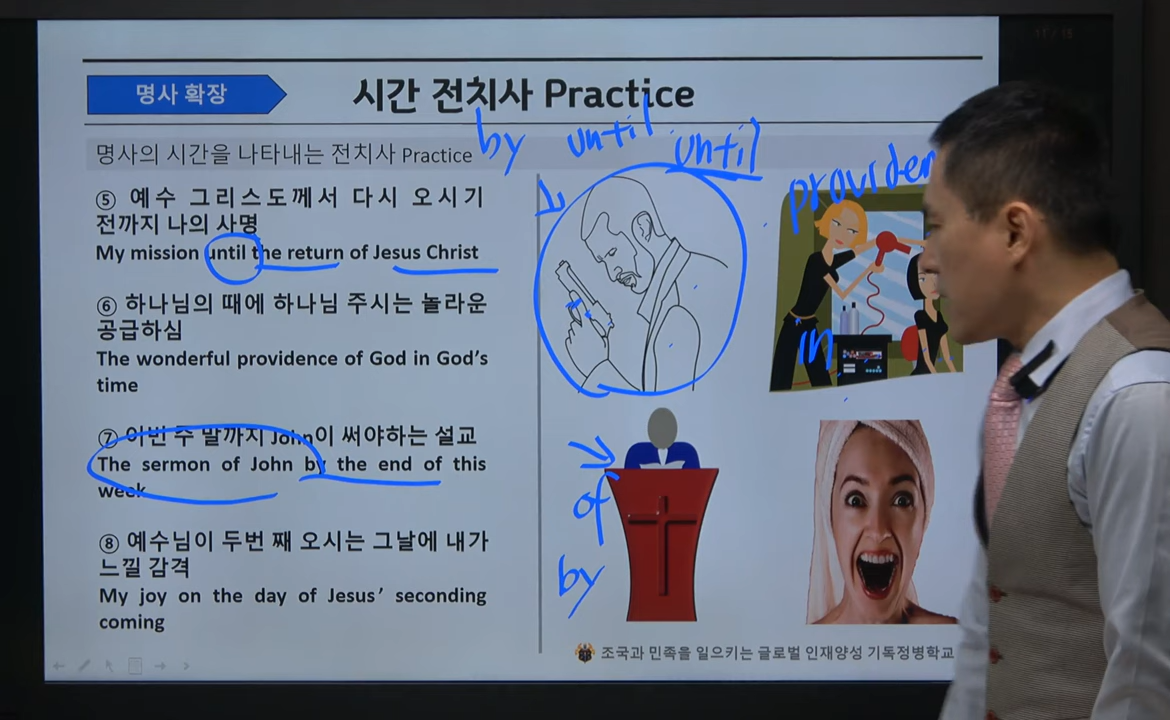 11 / 15
명사 확장
시간 전치사 Practice
by until until
명사의 시간을 나타내는 전치사 Practice
⑤ 예수 그리스도께서 다시 오시기
전까지 나의 사명
My mission until the return of Jesus Christ
⑥ 하나님의 때에 하나님 주시는 놀라운
공급하심
The wonderful providence of God in God's
time
⑦ 이번 주 말까지 John이 써야하는 설교
The sermon of John by the end of this
week
⑧ 예수님이 두번 째 오시는 그날에 내가
느낄 감격
My joy on the day of Jesus' seconding
coming
in
of
by
조국과 민족을 일으키는 글로벌 인재양성 기독정병학교